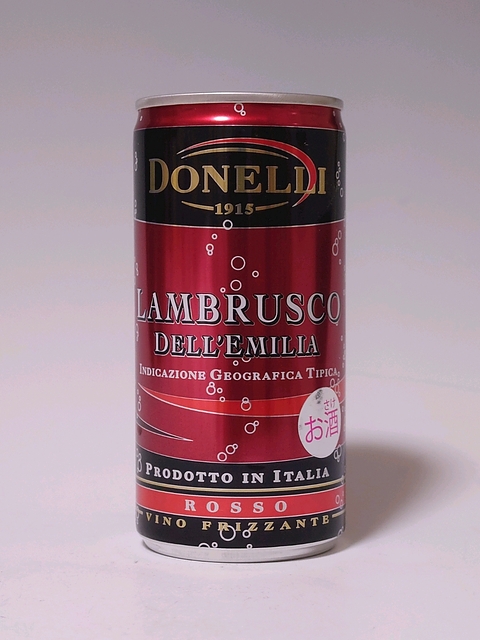 DONELLI
1915
LAMBRUSCO
DELL'EMILIA
INDICAZIONE GEOGRAFICA TIPICA
さけ
お酒
PRODOTTO IN ITALIA
ROSSO
VINO FRIZZANTE